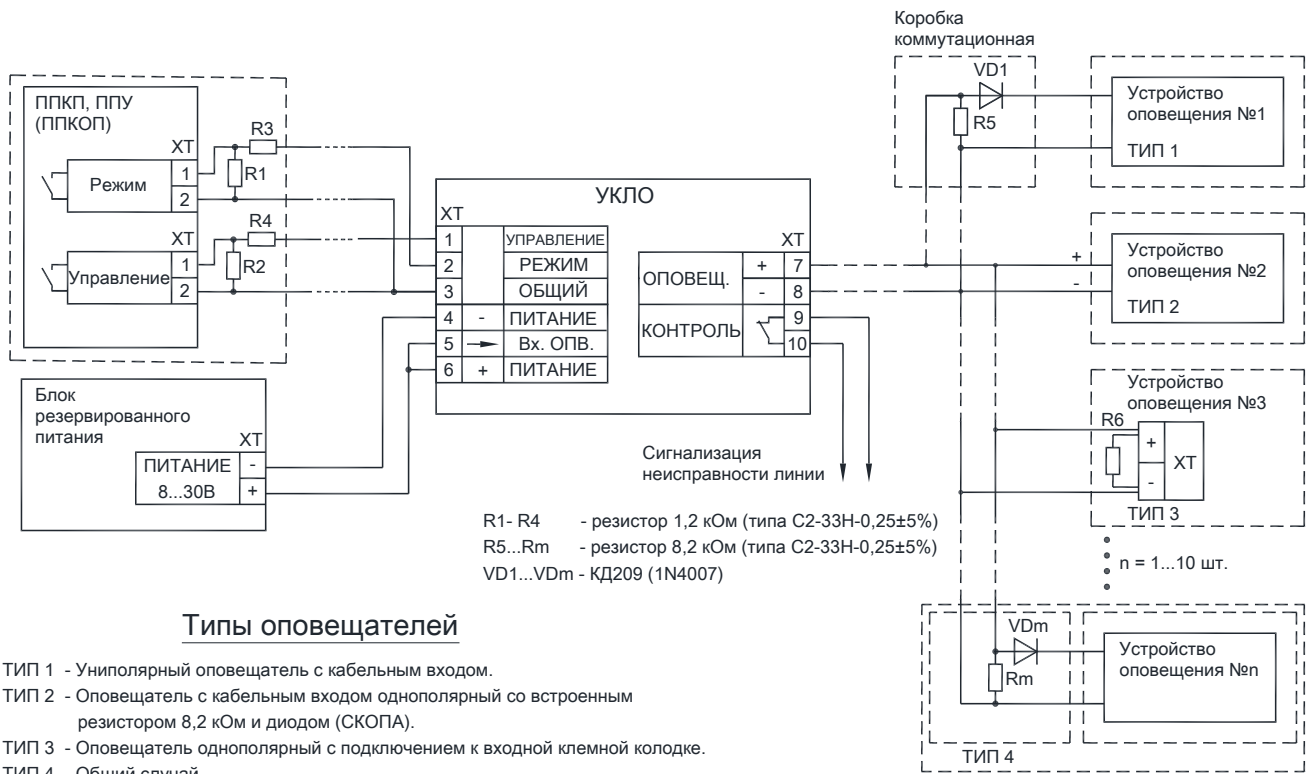 Коробка
коммутационная
VD1
R5
Устройство
оповещения №1
ТИП 1
ППКП, ППУ
(ППКОП)
XT
Режим
1
2
R3
R1
XT
Управление
1
2
R4
R2
УКЛО
XT
1
УПРАВЛЕНИЕ
2
РЕЖИМ
3
ОБЩИЙ
4 - ПИТАНИЕ
5 Вх. ОПВ.
6 + ПИТАНИЕ
XT
ОПОВЕЩ.
+ 7
- 8
КОНТРОЛЬ
9
10
+
-
Устройство
оповещения №2
ТИП 2
Устройство
оповещения №3
R6
+
-
XT
ТИП 3
n = 1...10 шт.
Блок
резервированного
питания
XT
ПИТАНИЕ -
8...30В +
Сигнализация
неисправности линии
R1- R4 - резистор 1,2 кОм (типа С2-33Н-0,25±5%)
R5...Rm - резистор 8,2 кОм (типа С2-33Н-0,25±5%)
VD1...VDm - КД209 (1N4007)
VDm
Rm
Устройство
оповещения №n
ТИП 4
Типы оповещателей
ТИП 1 - Униполярный оповещатель с кабельным входом.
ТИП 2 - Оповещатель с кабельным входом однополярный со встроенным
резистором 8,2 кОм и диодом (СКОПА).
ТИП 3 - Оповещатель однополярный с подключением к входной клемной колодке.
ТИП 4 - Общий случай